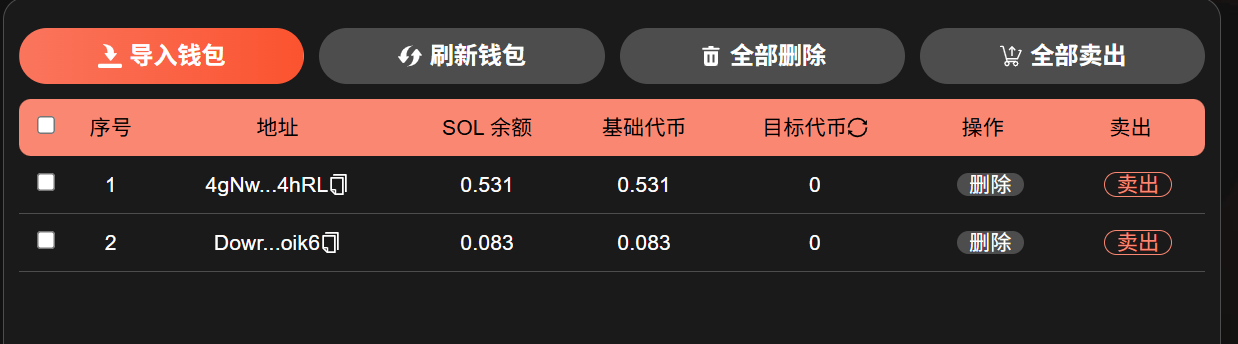 导入钱包 刷新钱包 全部删除 全部卖出
序号 地址 SOL 余额 基础代币 目标代币 操作 卖出
1 4gNw...4hRL 0.531 0.531 0 删除 卖出
2 Dowr...oik6 0.083 0.083 0 删除 卖出